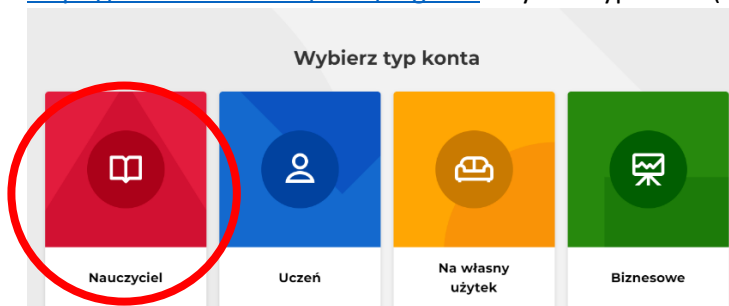 Wybierz typ konta
Nauczyciel
Uczeń
Na własny
użytek
Biznesowe